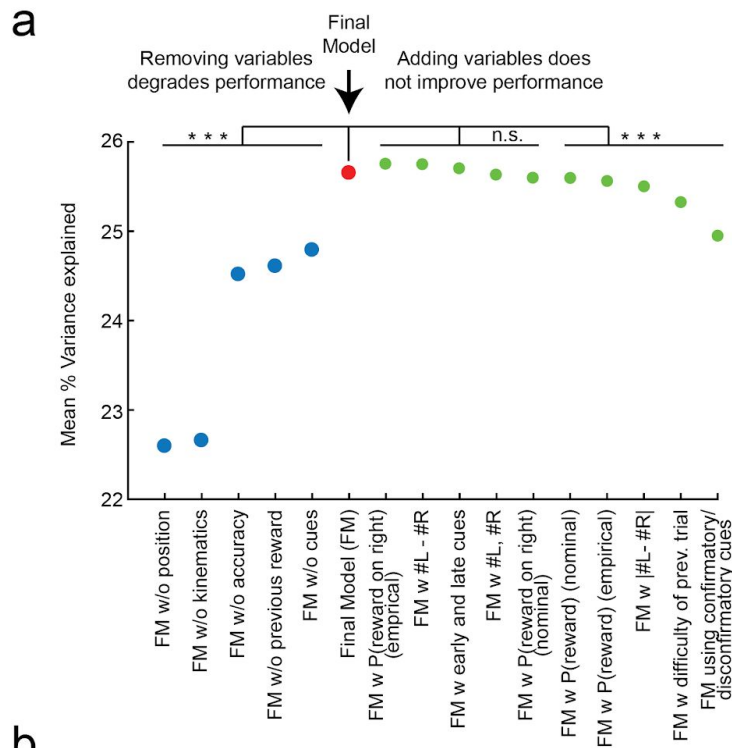 a
Final
Model
Removing variables
degrades performance
Adding variables does
not improve performance
* * *
n.s.
* * *
26
25
24
23
22
Mean % Variance explained
FM w/o position
FM w/o kinematics
FM w/o accuracy
FM w/o previous reward
FM w/o cues
Final Model (FM)
FM w P(reward on right)
(emprical)
FM w #L - #R
FM w early and late cues
FM w #L, #R
FM w P(reward on right)
(nominal)
FM w P(reward) (nominal)
FM w P(reward) (empirical)
FM w |#L- #R|
FM w difficulty of prev. trial
FM using confirmatory/
disconfirmatory cues
b